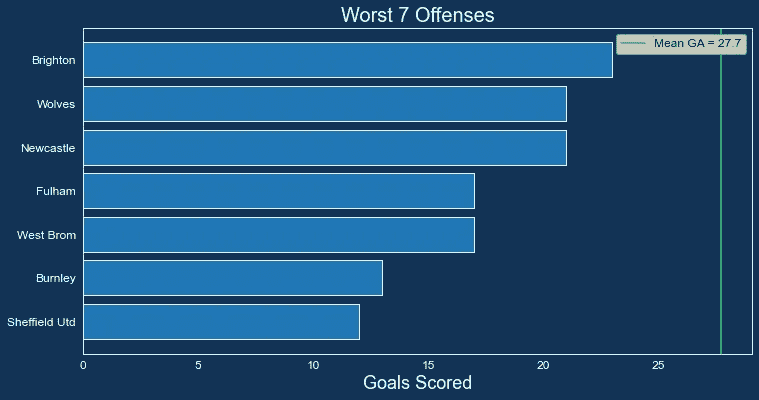 Worst 7 Offenses
Mean GA = 27.7
Brighton
Wolves
Newcastle
Fulham
West Brom
Burnley
Sheffield Utd
0 5 10 15 20 25
Goals Scored